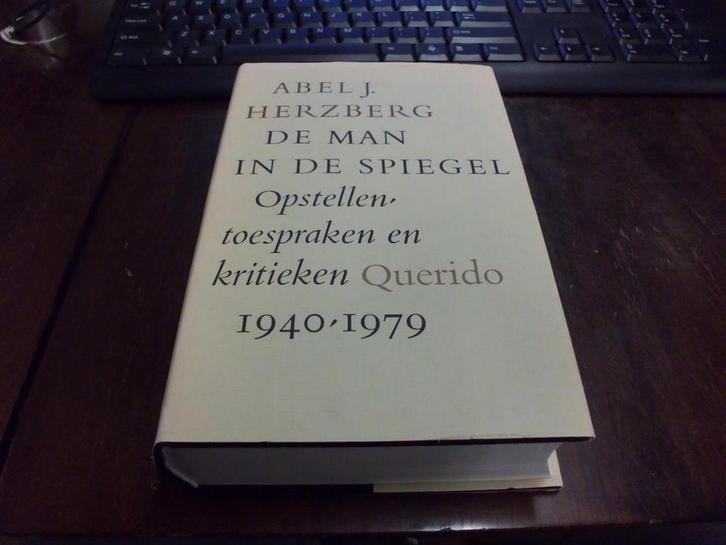 ABEL J.
HERZBERG
DE MAN
IN DE SPIEGEL
Opstellen,
toespraken en
kritieken Querido
1940,1979